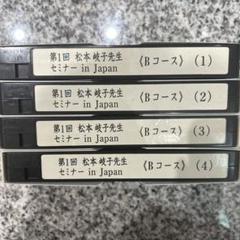 第1回 松本岐子先生 〈Bコース〉 (1)
セミナー in Japan
第1回 松本岐子先生 〈Bコース〉 (2)
セミナー in Japan
第1回 松本岐子先生 〈Bコース〉 (3)
セミナー in Japan
第1回 松本岐子先生 〈Bコース〉 (4)
セミナー in Japan